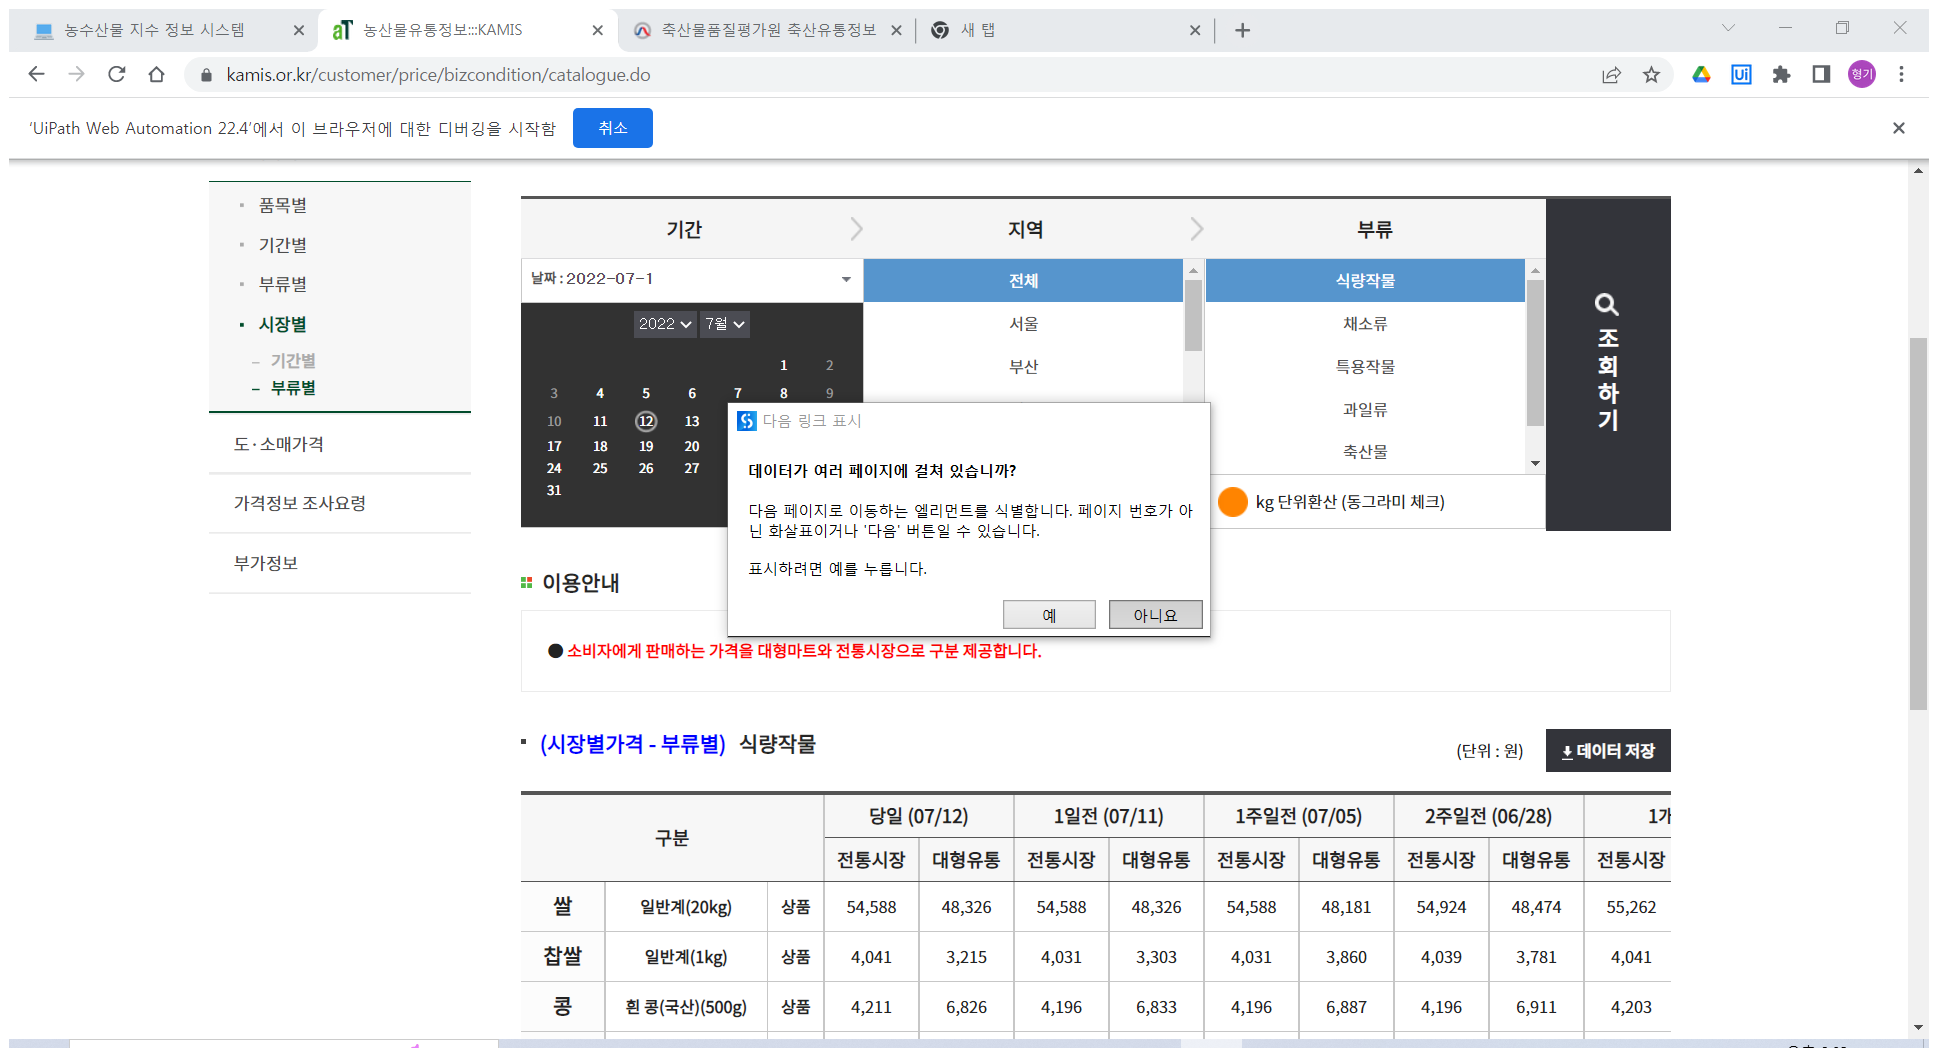 농수산물 지수 정보 시스템
농산물유통정보:::KAMIS
축산물품질평가원 축산유통정보
새 탭
kamis.or.kr/customer/price/bizcondition/catalogue.do
Ui
형기
'UiPath Web Automation 22.4'에서 이 브라우저에 대한 디버깅을 시작함
취소
품목별
기간별
부류별
시장별
– 기간별
– 부류별
도·소매가격
가격정보 조사요령
부가정보
기간
지역
부류
날짜 : 2022-07-1
2022
7월
1 2
3 4 5 6 7 8 9
10 11 12 13
17 18 19 20
24 25 26 27
31
전체
서울
부산
식량작물
채소류
특용작물
과일류
축산물
kg 단위환산 (동그라미 체크)
조회하기
다음 링크 표시
데이터가 여러 페이지에 걸쳐 있습니까?
다음 페이지로 이동하는 엘리먼트를 식별합니다. 페이지 번호가 아
닌 화살표이거나 '다음' 버튼일 수 있습니다.
표시하려면 예를 누릅니다.
예
아니요
이용안내
● 소비자에게 판매하는 가격을 대형마트와 전통시장으로 구분 제공합니다.
(시장별가격 - 부류별) 식량작물
(단위 : 원)
데이터 저장
구분 당일 (07/12) 1일전 (07/11) 1주일전 (07/05) 2주일전 (06/28) 1개
전통시장 대형유통 전통시장 대형유통 전통시장 대형유통 전통시장 대형유통 전통시장
쌀 일반계(20kg) 상품 54,588 48,326 54,588 48,326 54,588 48,181 54,924 48,474 55,262
찹쌀 일반계(1kg) 상품 4,041 3,215 4,031 3,303 4,031 3,860 4,039 3,781 4,041
콩 흰 콩(국산)(500g) 상품 4,211 6,826 4,196 6,833 4,196 6,887 4,196 6,911 4,203